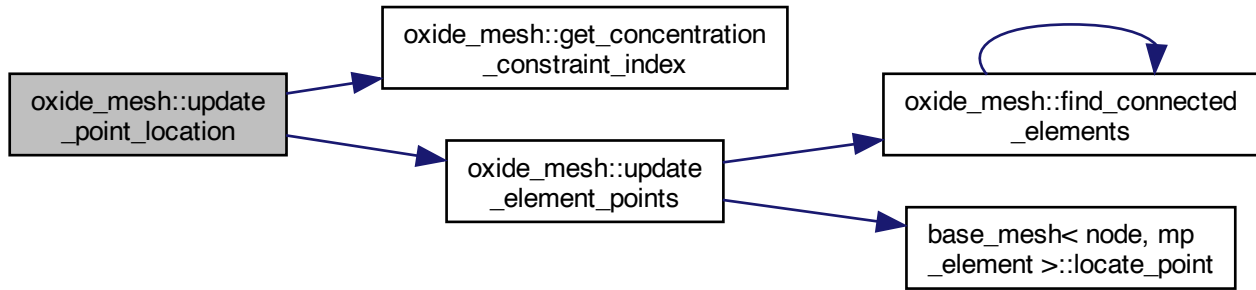 oxide_mesh::update
_point_location
oxide_mesh::get_concentration
_constraint_index
oxide_mesh::update
_element_points
oxide_mesh::find_connected
_elements
base_mesh< node, mp
_element >::locate_point